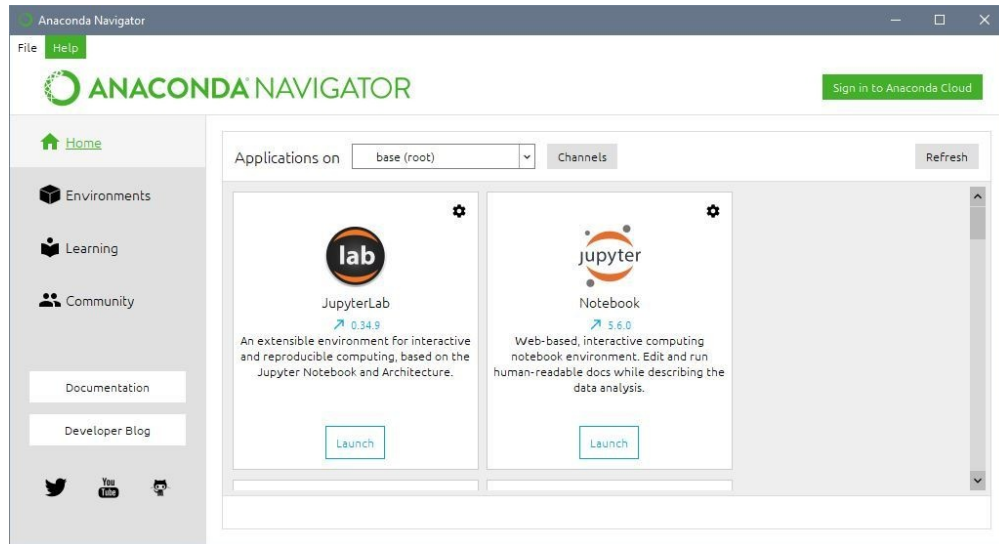 Anaconda Navigator
File Help
ANACONDA NAVIGATOR
Sign in to Anaconda Cloud
Home
Environments
Learning
Community
Documentation
Developer Blog
You
Tube
Applications on base (root) Channels Refresh
lab
JupyterLab
0.34.9
An extensible environment for interactive
and reproducible computing, based on the
Jupyter Notebook and Architecture.
Launch
jupyter
Notebook
5.6.0
Web-based, interactive computing
notebook environment. Edit and run
human-readable docs while describing the
data analysis.
Launch